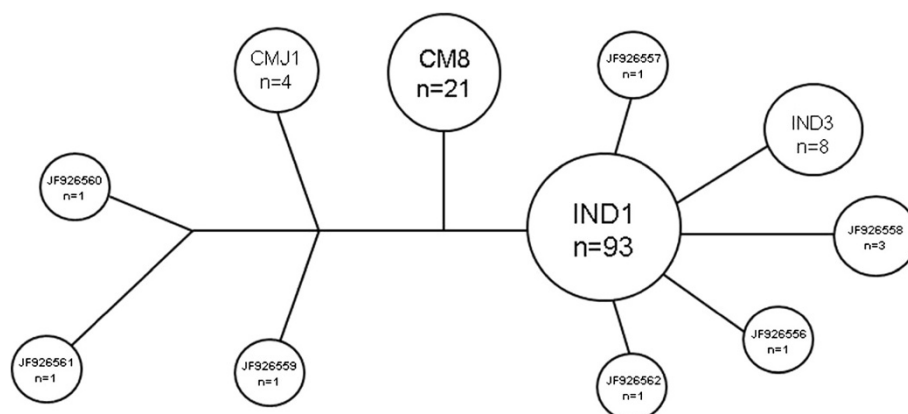 CMJ1
n=4
CM8
n=21
JF926557
n=1
IND3
n=8
JF926560
n=1
IND1
n=93
JF926558
n=3
JF926561
n=1
JF926559
n=1
JF926556
n=1
JF926562
n=1